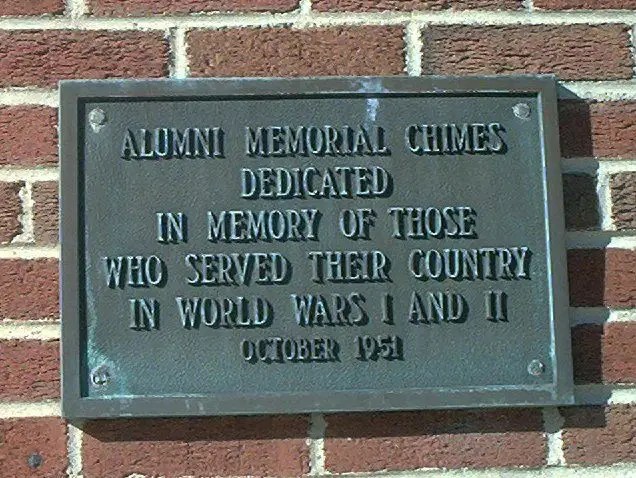 ALUMNI MEMORIAL CHIMES
DEDICATED
IN MEMORY OF THOSE
WHO SERVED THEIR COUNTRY
IN WORLD WARS I AND II
OCTOBER 1951